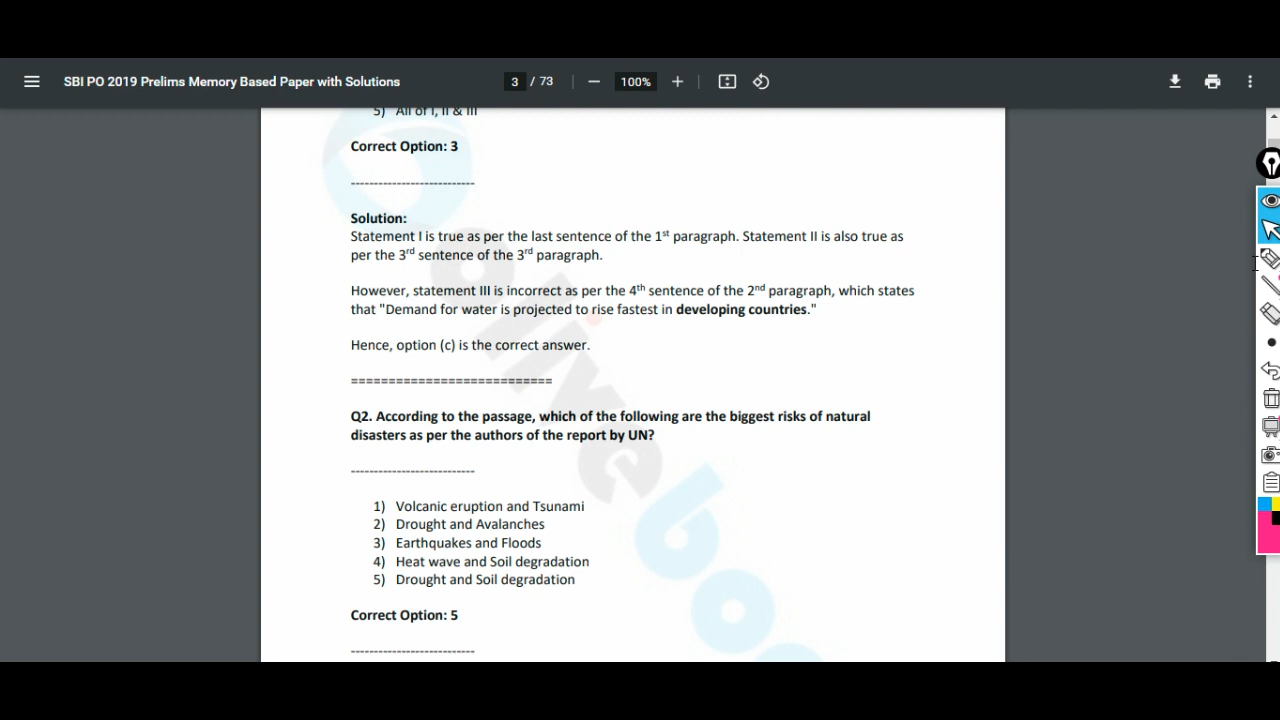 SBI PO 2019 Prelims Memory Based Paper with Solutions
3 / 73
100%
5) All of I, II & III
Correct Option: 3
---------------------------
Solution:
Statement I is true as per the last sentence of the 1st paragraph. Statement II is also true as
per the 3rd sentence of the 3rd paragraph.
However, statement III is incorrect as per the 4th sentence of the 2nd paragraph, which states
that "Demand for water is projected to rise fastest in developing countries."
Hence, option (c) is the correct answer.
===========================
Q2. According to the passage, which of the following are the biggest risks of natural
disasters as per the authors of the report by UN?
---------------------------
1) Volcanic eruption and Tsunami
2) Drought and Avalanches
3) Earthquakes and Floods
4) Heat wave and Soil degradation
5) Drought and Soil degradation
Correct Option: 5
---------------------------
oliveboa